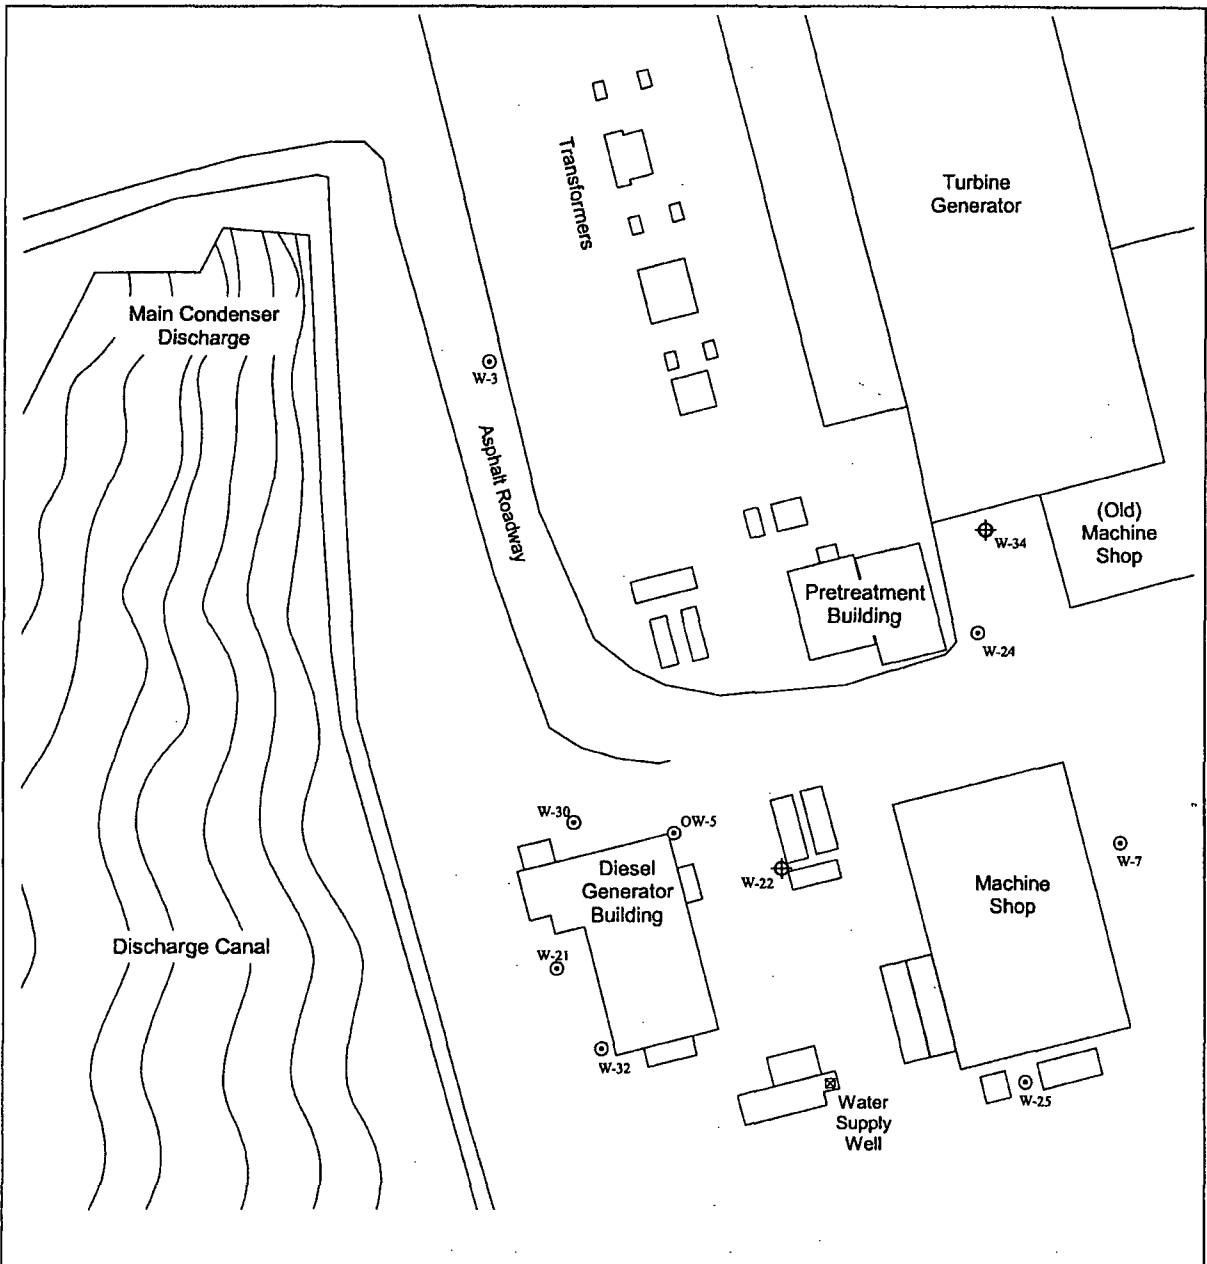 Transformers
Turbine
Generator
Main Condenser
Discharge
W-3
Asphalt Roadway
(Old)
Machine
Shop
W-34
Pretreatment
Building
W-24
W-30
OW-5
W-7
Diesel
Generator
Building
W-22
Machine
Shop
Discharge Canal
W-21
W-32
W-25
Water
Supply
Well